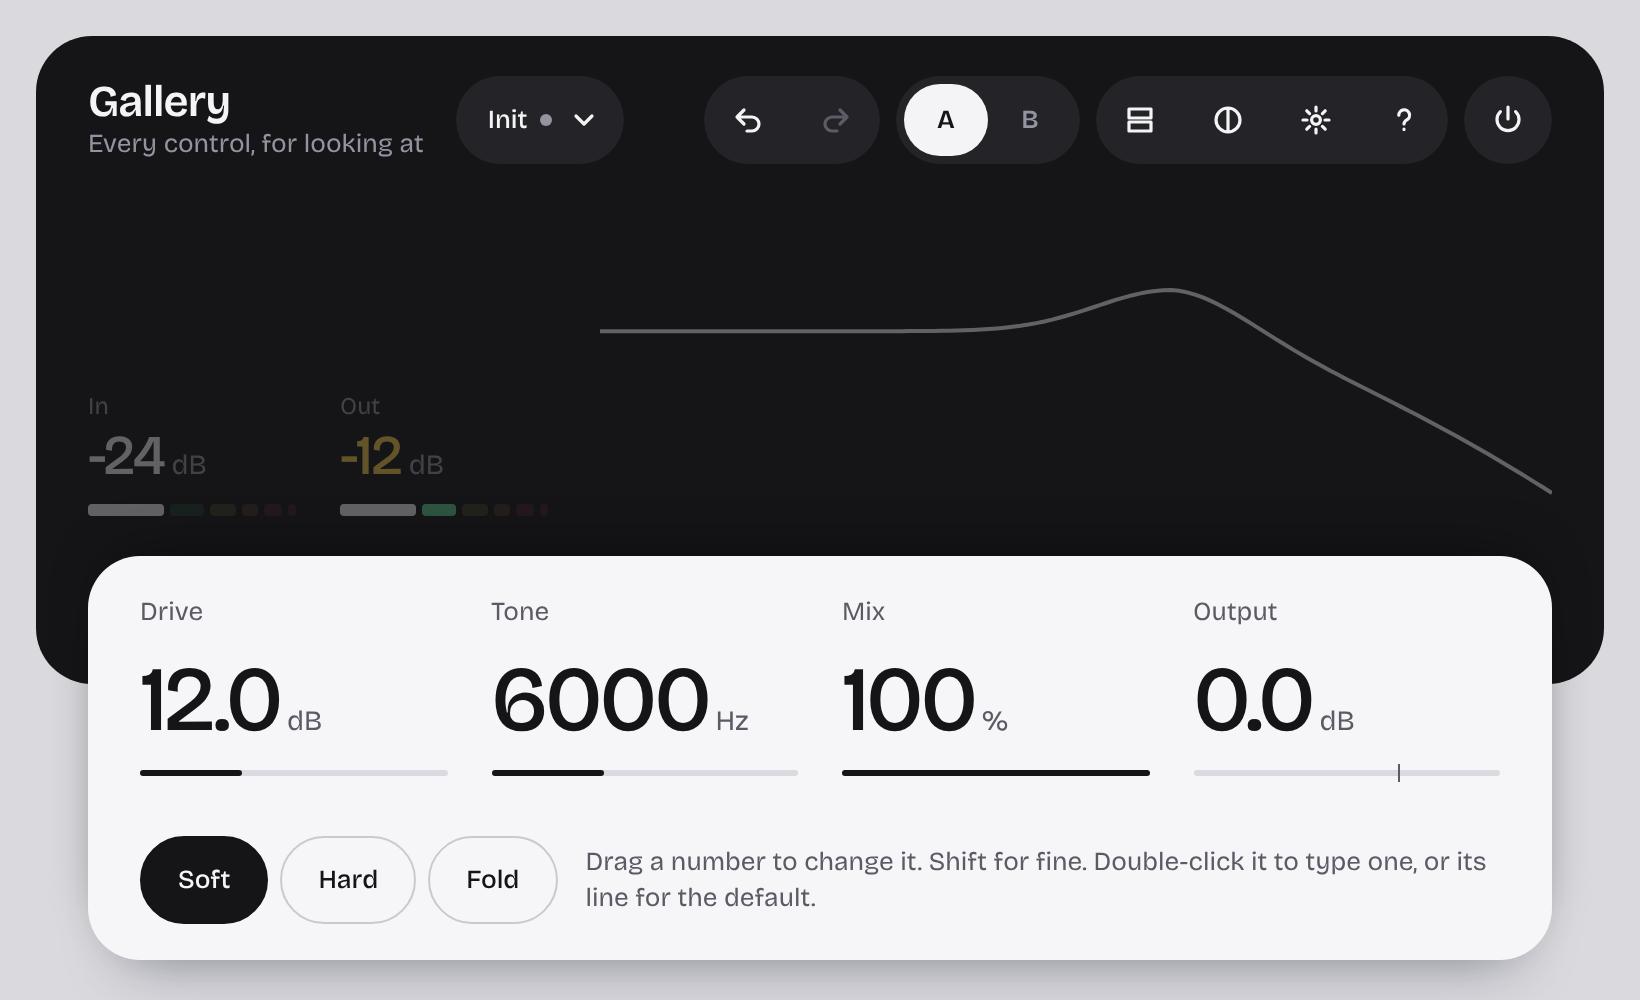 Gallery
Every control, for looking at
Init
A
B
?
In
-24 dB
Out
-12 dB
Drive
12.0 dB
Tone
6000 Hz
Mix
100 %
Output
0.0 dB
Soft
Hard
Fold
Drag a number to change it. Shift for fine. Double-click it to type one, or its
line for the default.